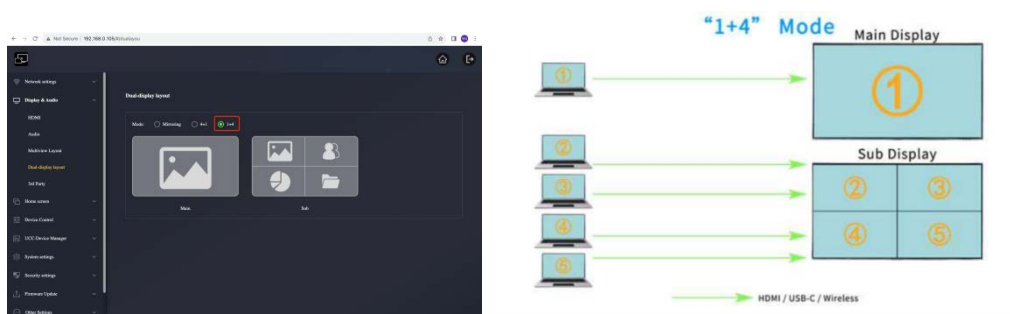 Not Secure | 192.168.0.106/#/duallayou
Network settings
Display & Audio
HDMI
Audio
Multiview Layout
Dual-display layout
3rd Party
Home screen
Device Control
UCC Device Manager
System settings
Security settings
Firmware Update
Other Settings
Dual-display layout
Mode: Mirroring 4+1 1+4
Main
Sub
“1+4” Mode
Main Display
①
①
Sub Display
②
③
④
⑤
② ③
④ ⑤
HDMI / USB-C / Wireless